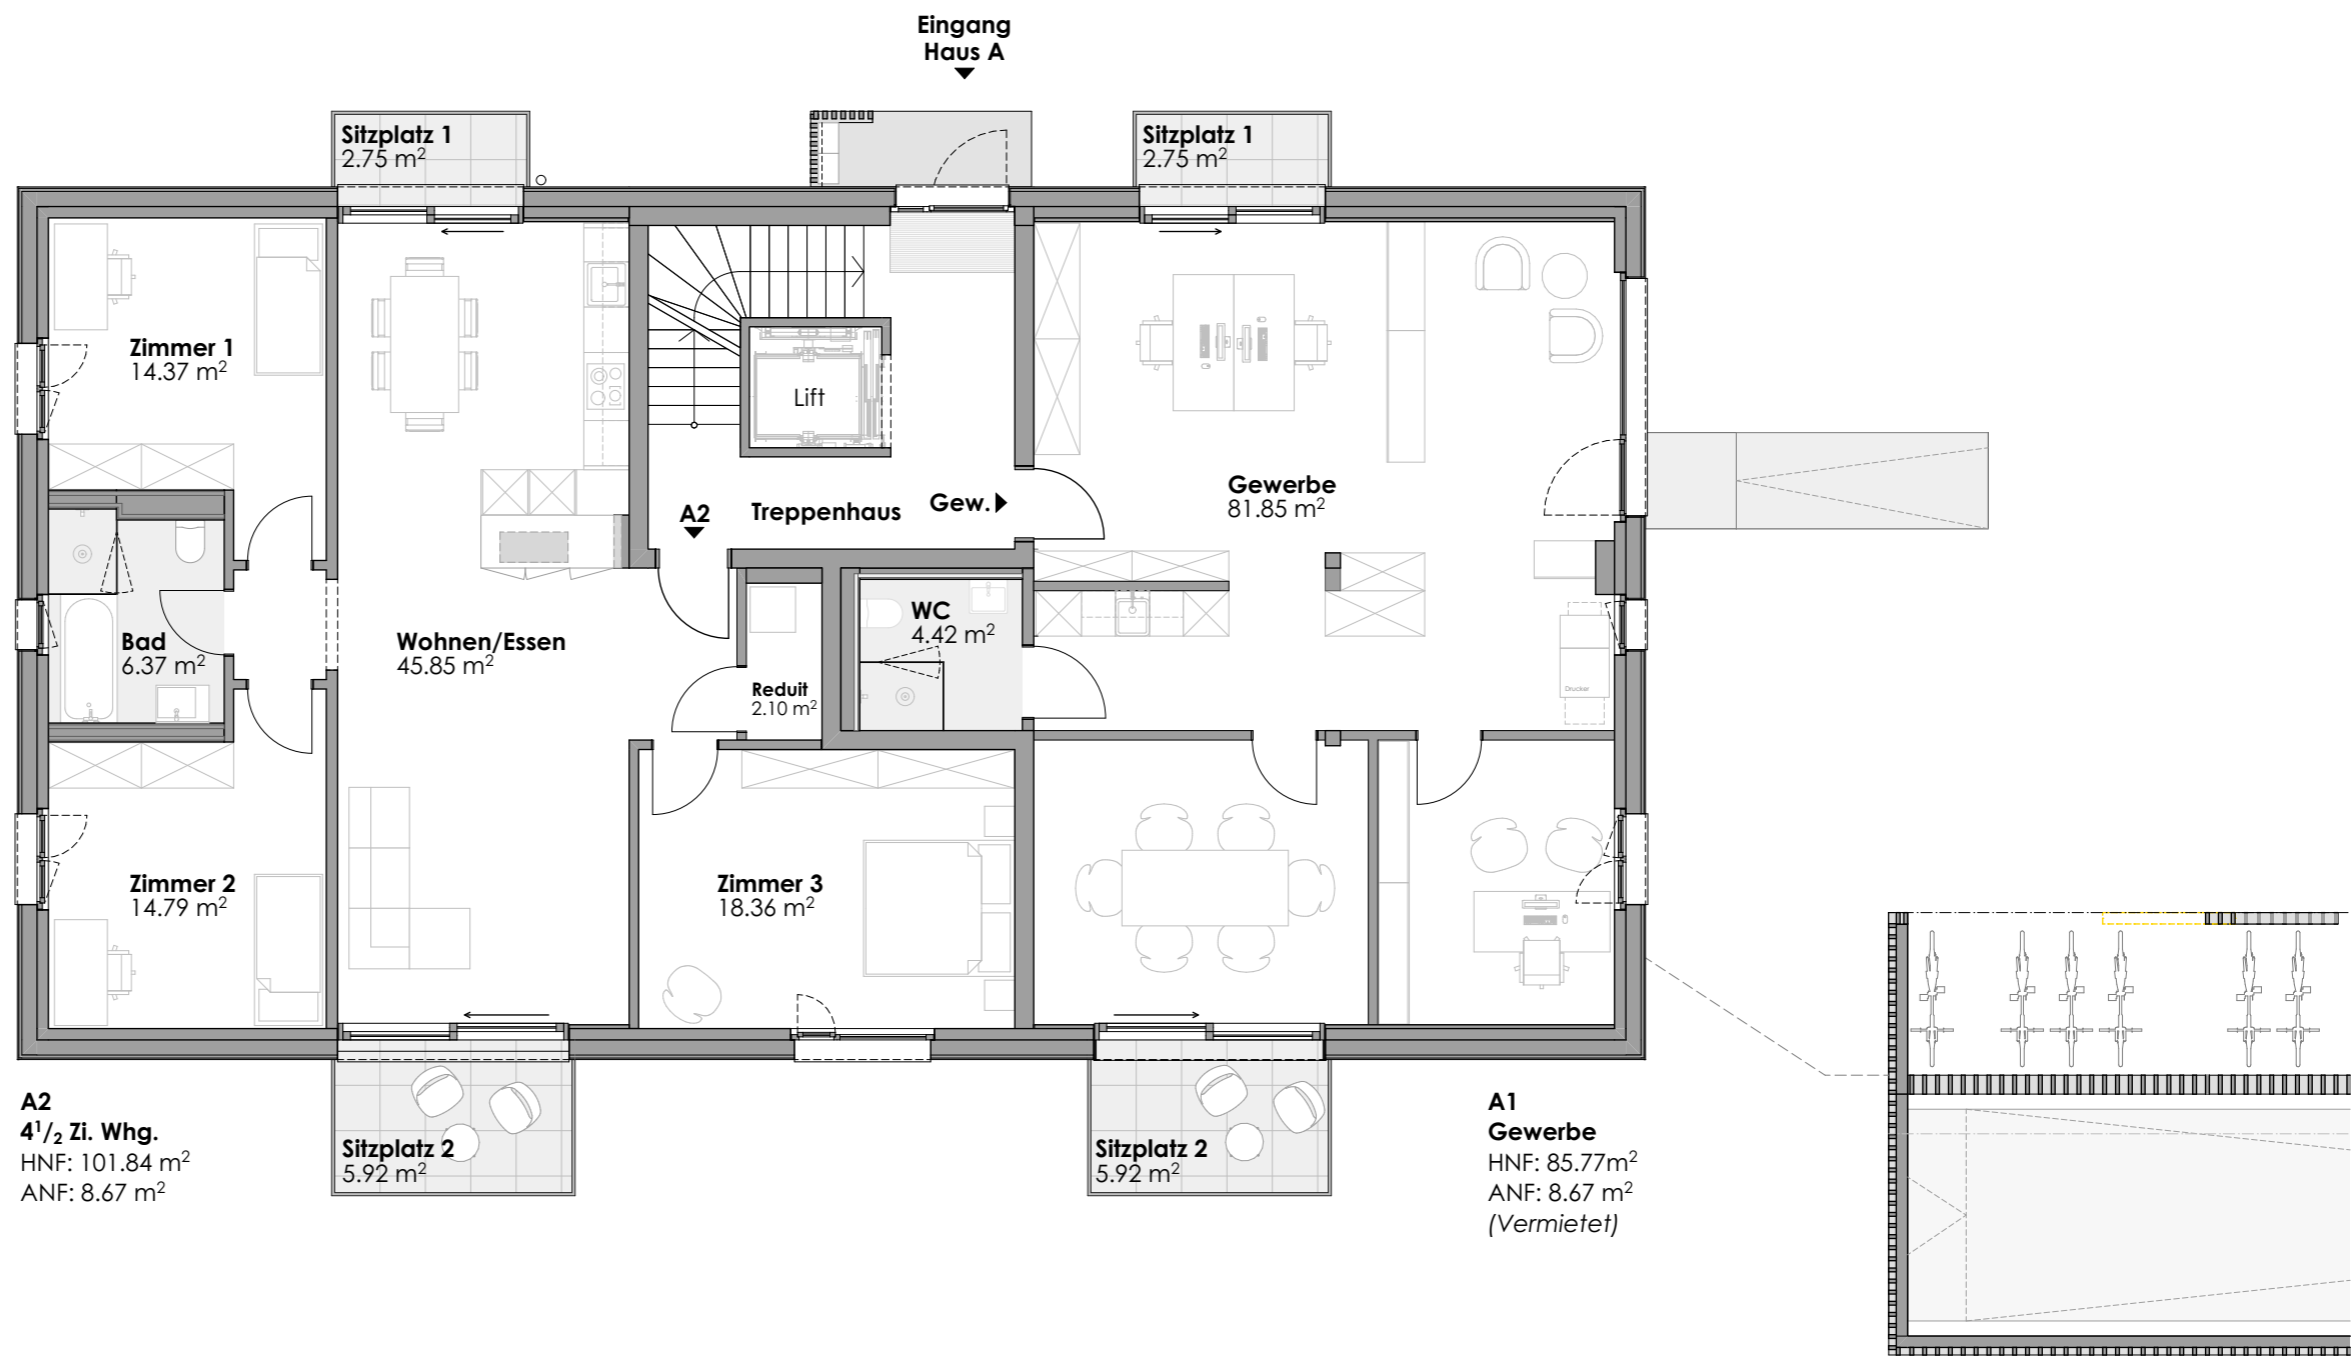 Eingang
Haus A
Sitzplatz 1
2.75 m²
Sitzplatz 1
2.75 m²
Zimmer 1
14.37 m²
Lift
Gewerbe
81.85 m²
A2
Treppenhaus
Gew.
Bad
6.37 m²
Wohnen/Essen
45.85 m²
WC
4.42 m²
Reduit
2.10 m²
Drucker
Zimmer 2
14.79 m²
Zimmer 3
18.36 m²
Sitzplatz 2
5.92 m²
Sitzplatz 2
5.92 m²
A2
4¹/₂ Zi. Whg.
HNF: 101.84 m²
ANF: 8.67 m²
A1
Gewerbe
HNF: 85.77m²
ANF: 8.67 m²
(Vermietet)